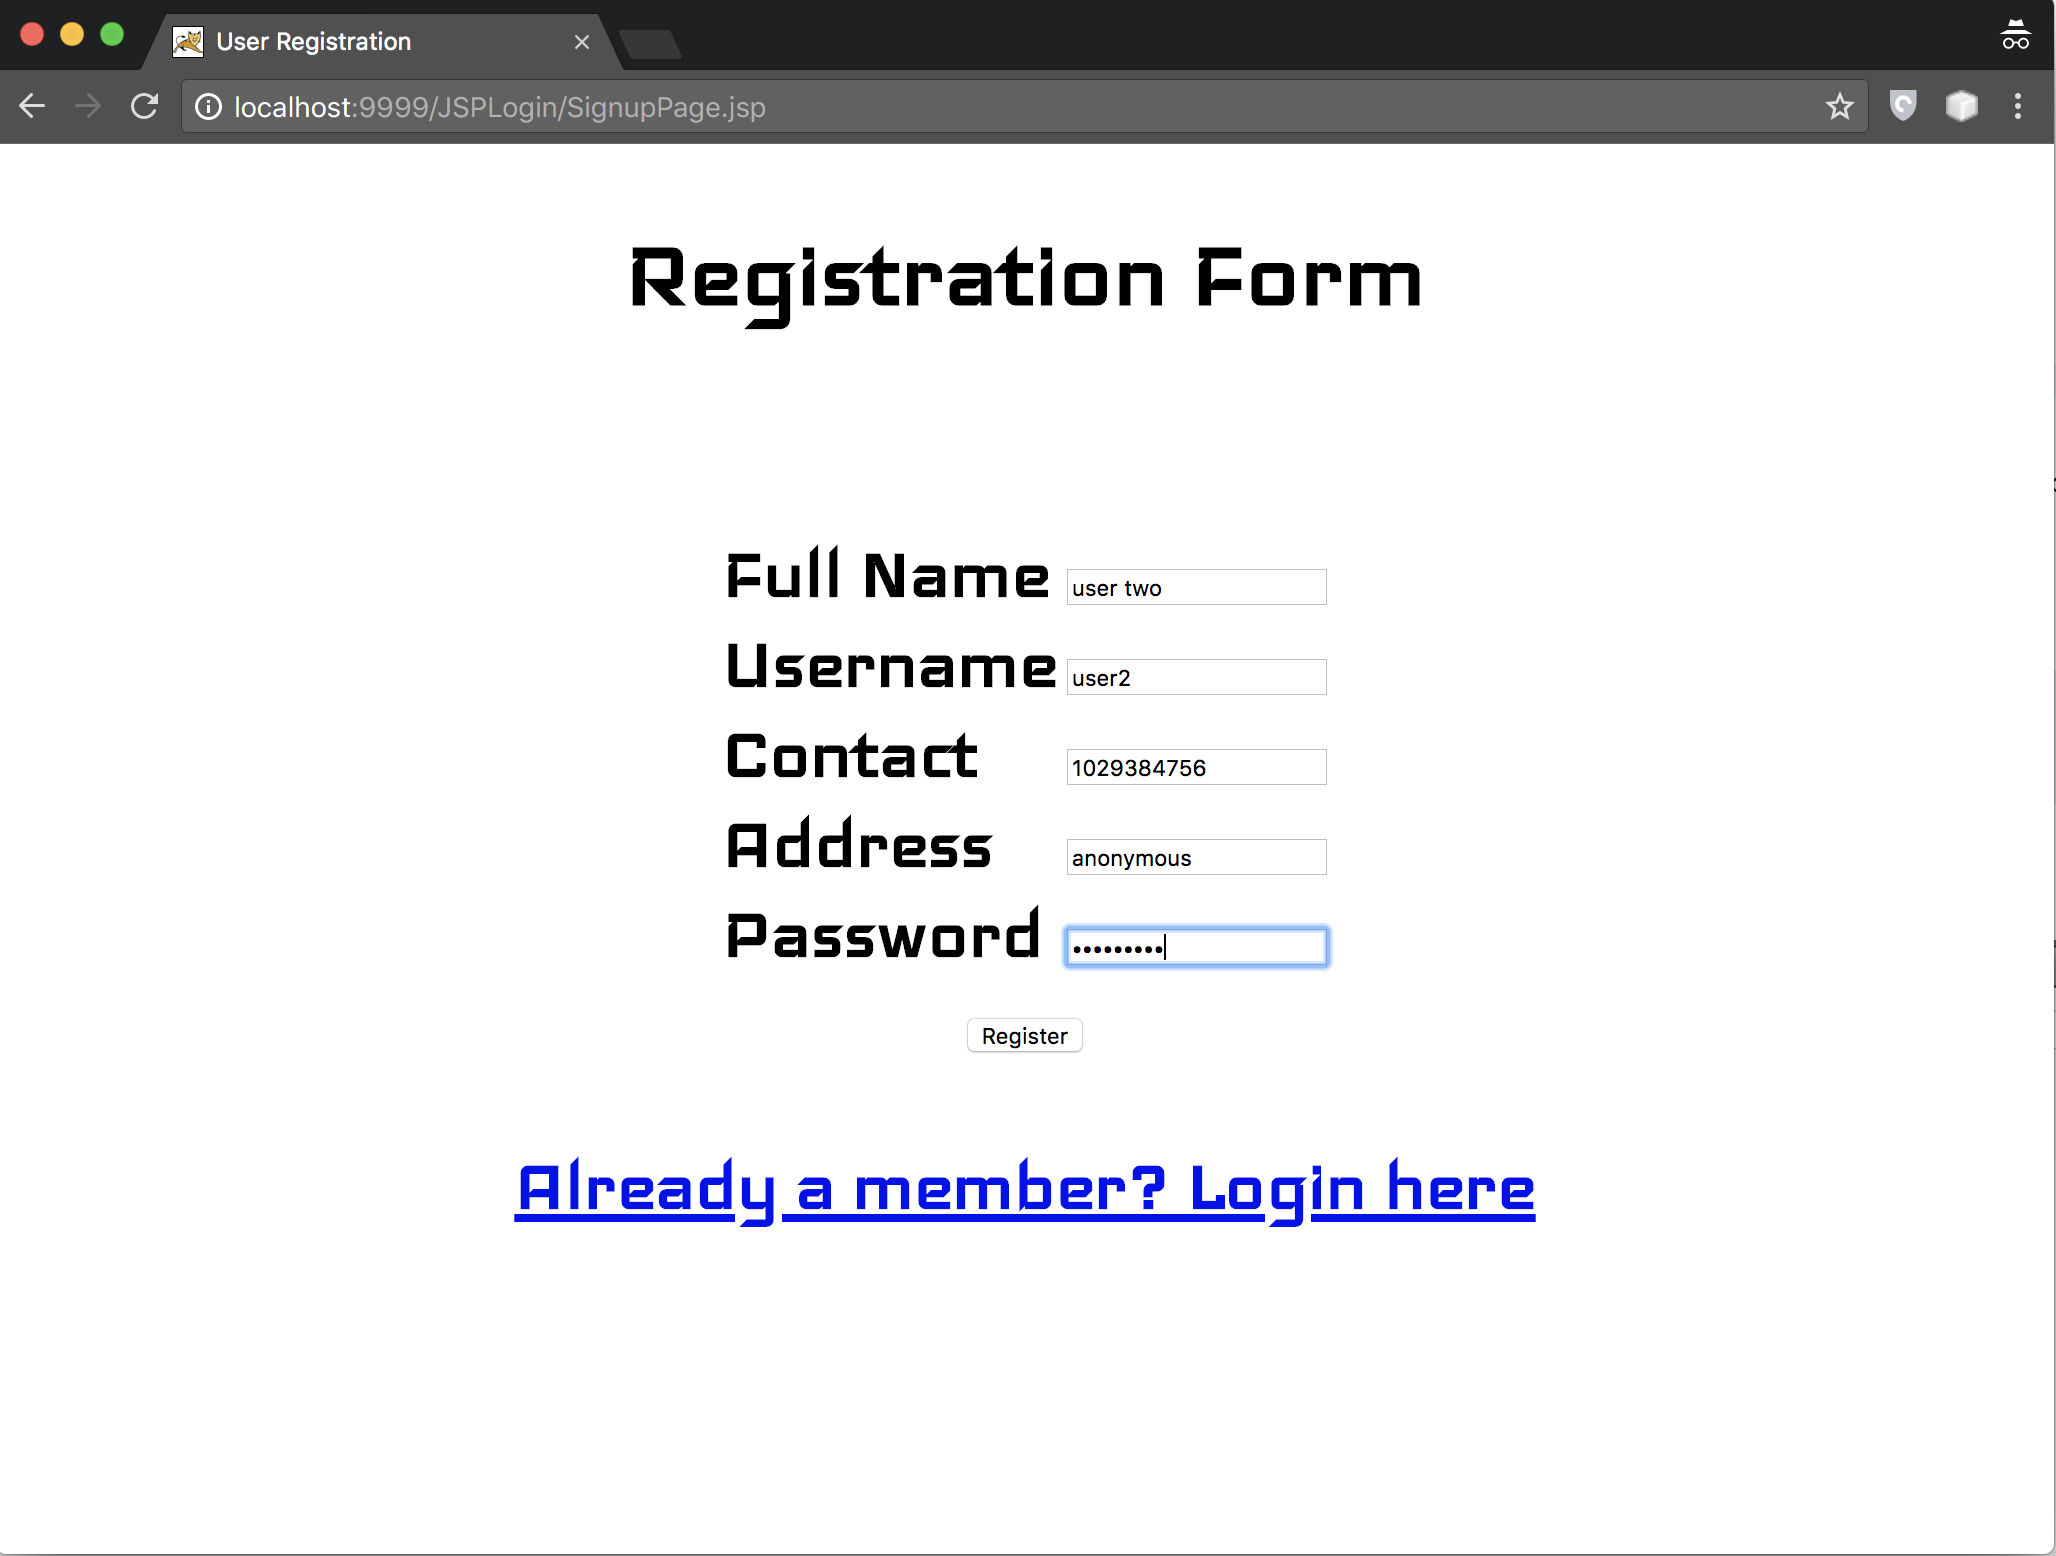 User Registration
localhost:9999/JSPLogin/SignupPage.jsp
Registration Form
Full Name user two
Username user2
Contact 1029384756
Address anonymous
Password •••••••••
Register
Already a member? Login here